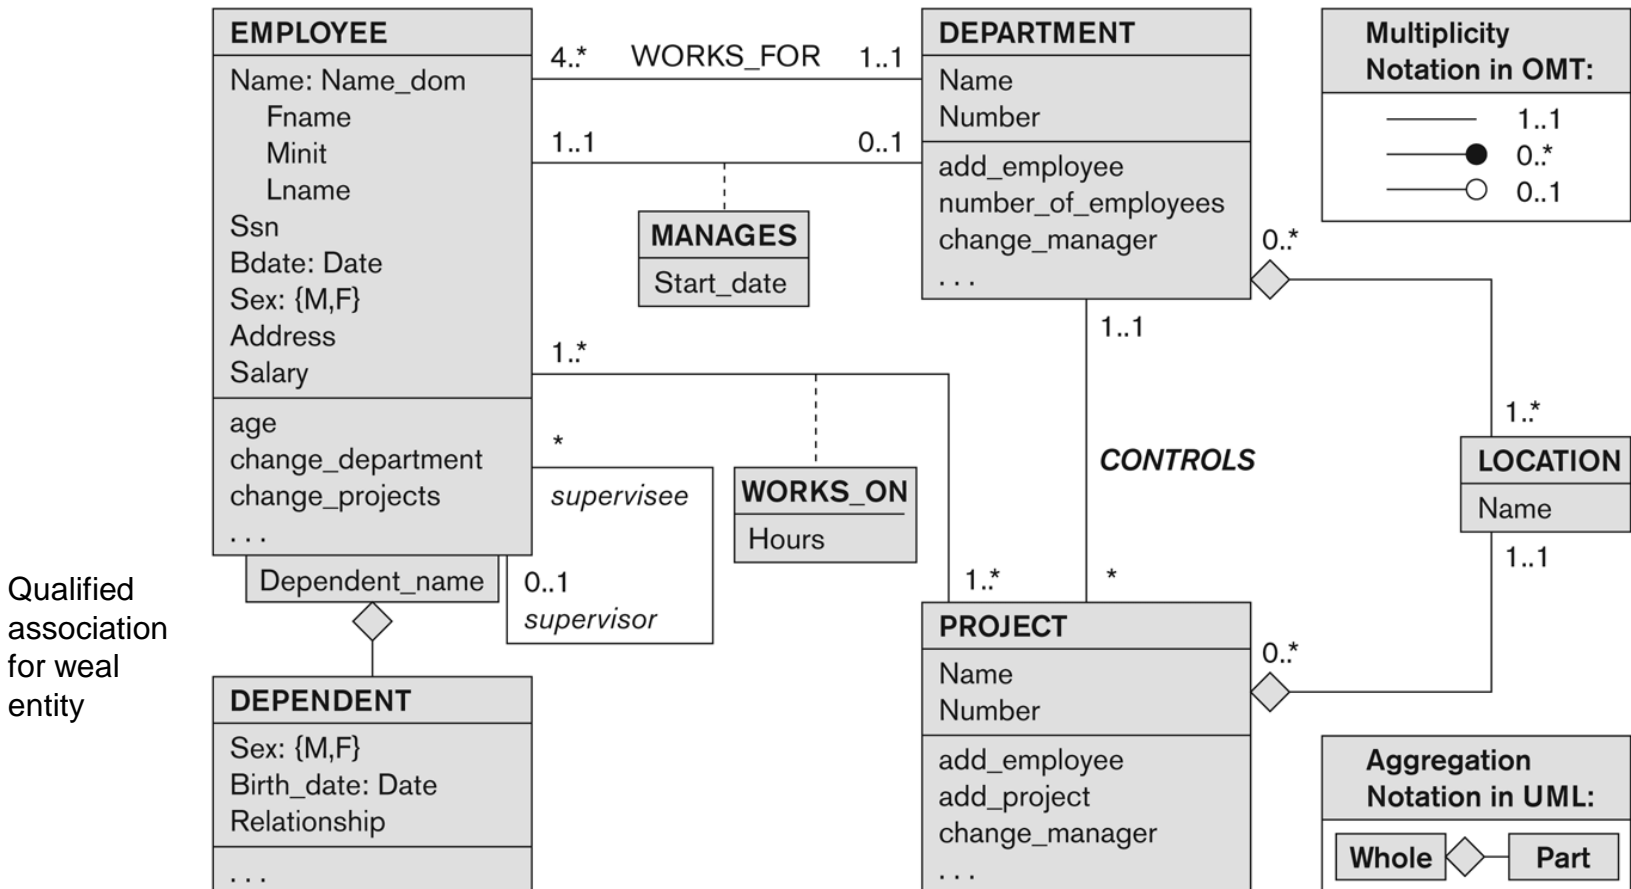 EMPLOYEE
Name: Name_dom
Fname
Minit
Lname
Ssn
Bdate: Date
Sex: {M,F}
Address
Salary
age
change_department
change_projects
. . .
Dependent_name
4..*
WORKS_FOR
1..1
1..1
0..1
MANAGES
Start_date
1..*
*
supervisee
0..1
supervisor
WORKS_ON
Hours
1..*
DEPARTMENT
Name
Number
add_employee
number_of_employees
change_manager
. . .
0..*
1..1
CONTROLS
*
1..*
LOCATION
Name
1..1
PROJECT
Name
Number
add_employee
add_project
change_manager
. . .
0..*
Multiplicity
Notation in OMT:
1..1
0..*
0..1
Qualified
association
for weal
entity
DEPENDENT
Sex: {M,F}
Birth_date: Date
Relationship
. . .
Aggregation
Notation in UML:
Whole
Part